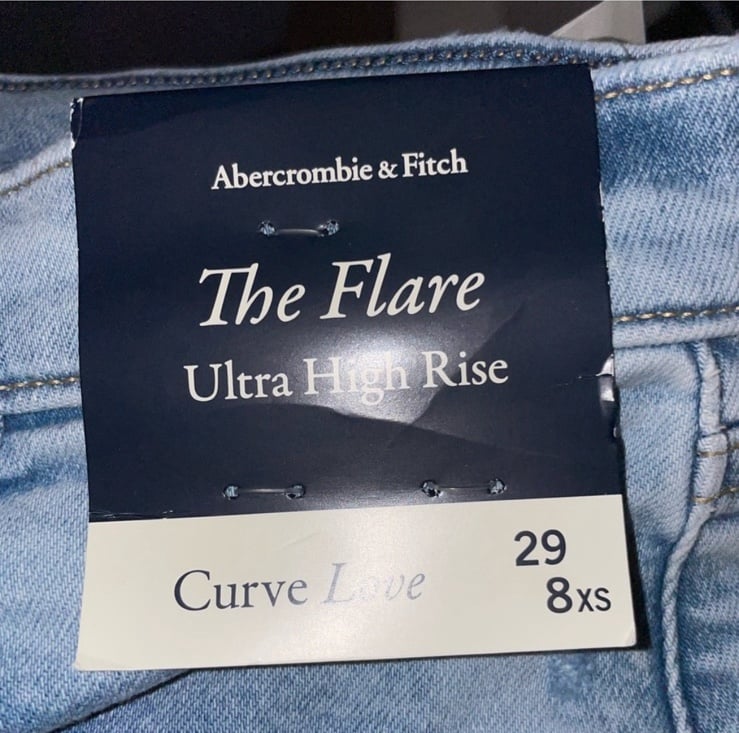 Abercrombie & Fitch
The Flare
Ultra High Rise
Curve Love
29
8XS